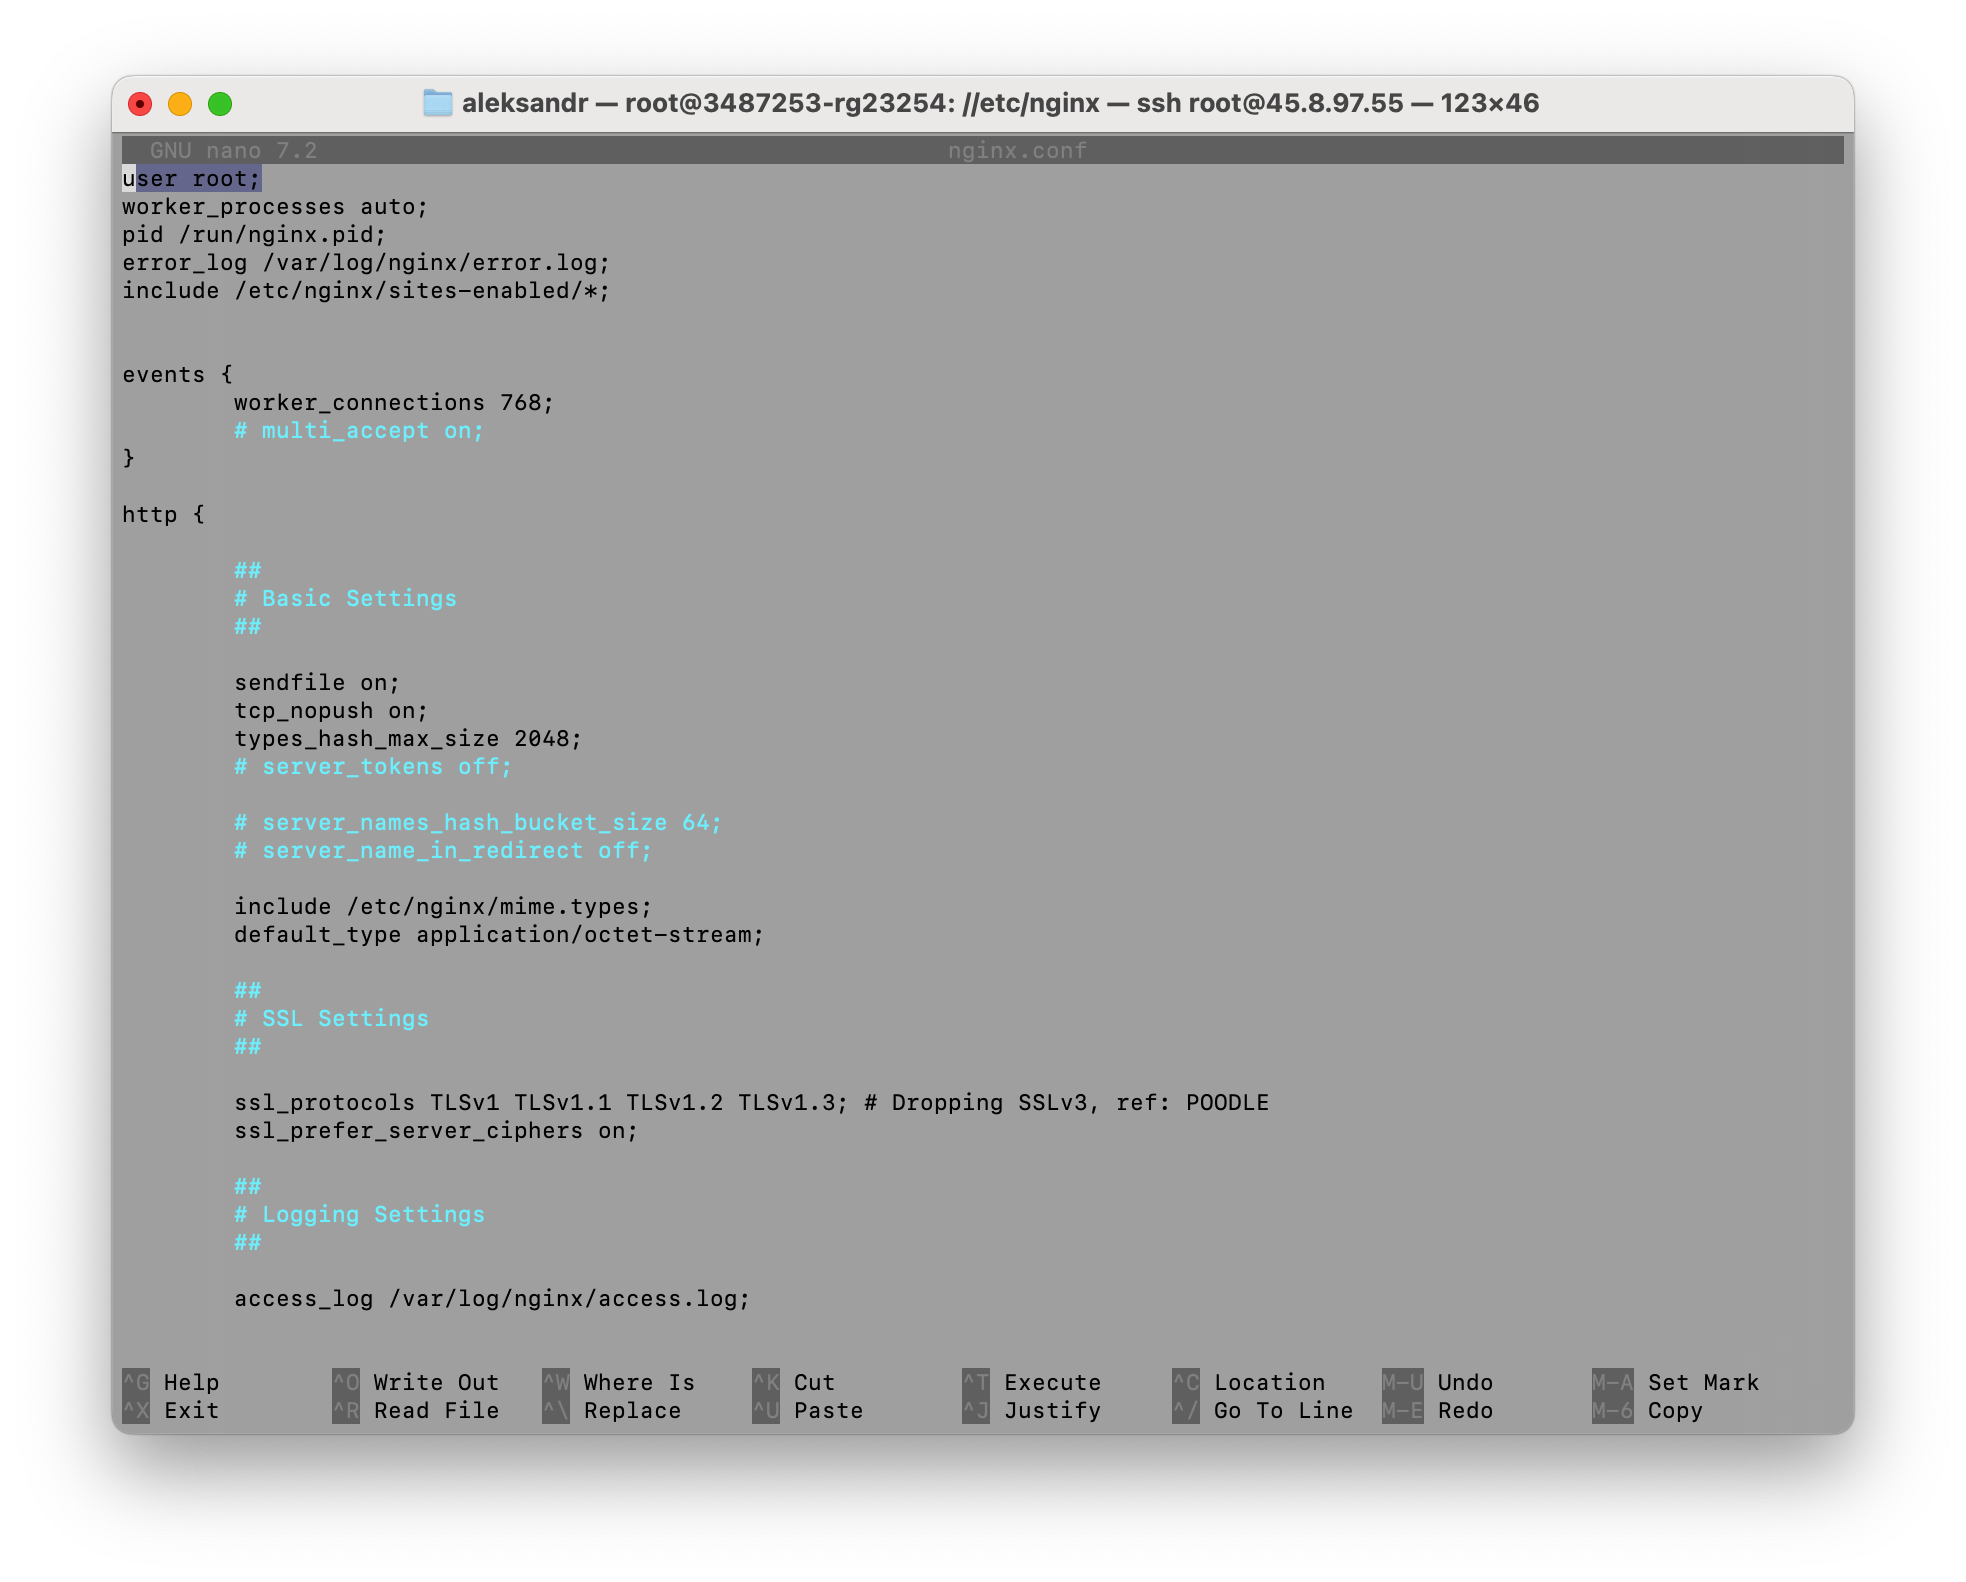 aleksandr — root@3487253-rg23254: //etc/nginx — ssh root@45.8.97.55 — 123×46
GNU nano 7.2 nginx.conf
user root;
worker_processes auto;
pid /run/nginx.pid;
error_log /var/log/nginx/error.log;
include /etc/nginx/sites-enabled/*;
events {
worker_connections 768;
# multi_accept on;
}
http {
##
# Basic Settings
##
sendfile on;
tcp_nopush on;
types_hash_max_size 2048;
# server_tokens off;
# server_names_hash_bucket_size 64;
# server_name_in_redirect off;
include /etc/nginx/mime.types;
default_type application/octet-stream;
##
# SSL Settings
##
ssl_protocols TLSv1 TLSv1.1 TLSv1.2 TLSv1.3; # Dropping SSLv3, ref: POODLE
ssl_prefer_server_ciphers on;
##
# Logging Settings
##
access_log /var/log/nginx/access.log;
^G Help ^O Write Out ^W Where Is ^K Cut ^T Execute ^C Location M-U Undo M-A Set Mark
^X Exit ^R Read File ^\ Replace ^U Paste ^J Justify ^/ Go To Line M-E Redo M-6 Copy